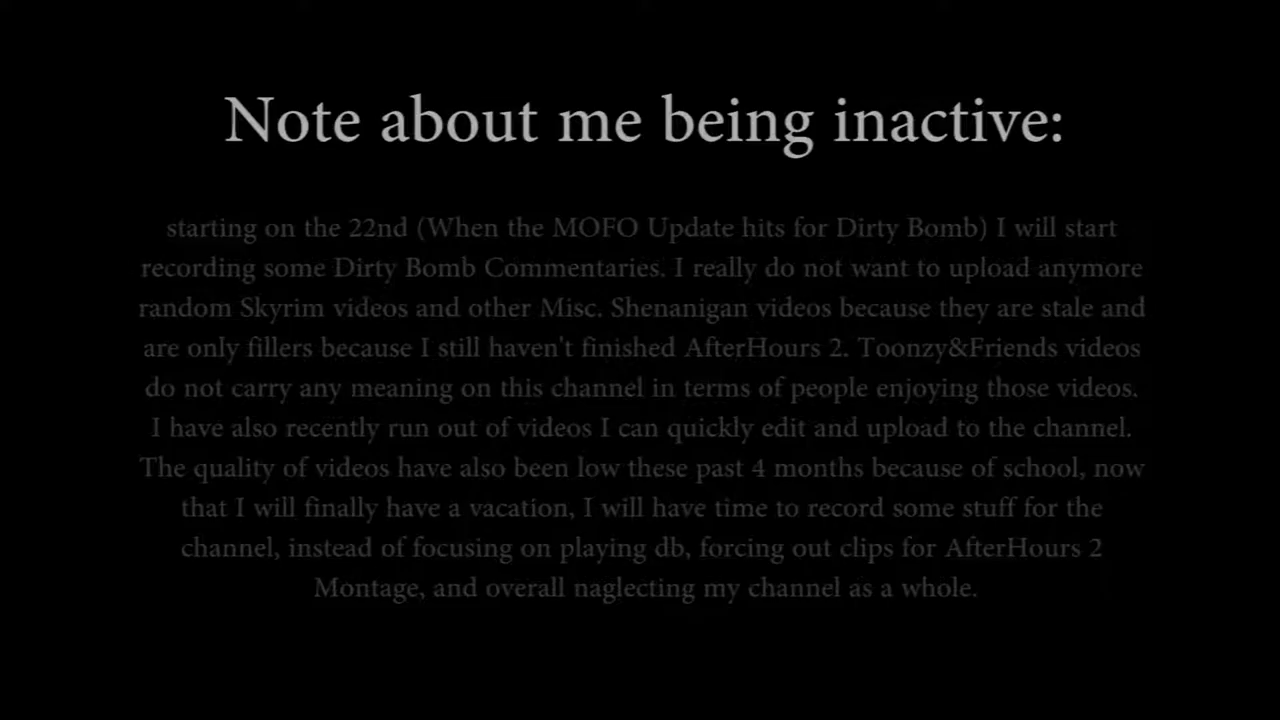 Note about me being inactive:
starting on the 22nd (When the MOFO Update hits for Dirty Bomb) I will start
recording some Dirty Bomb Commentaries. I really do not want to upload anymore
random Skyrim videos and other Misc. Shenanigan videos because they are stale and
are only fillers because I still haven't finished AfterHours 2. Toonzy&Friends videos
do not carry any meaning on this channel in terms of people enjoying those videos.
I have also recently run out of videos I can quickly edit and upload to the channel.
The quality of videos have also been low these past 4 months because of school, now
that I will finally have a vacation, I will have time to record some stuff for the
channel, instead of focusing on playing db, forcing out clips for AfterHours 2
Montage, and overall naglecting my channel as a whole.